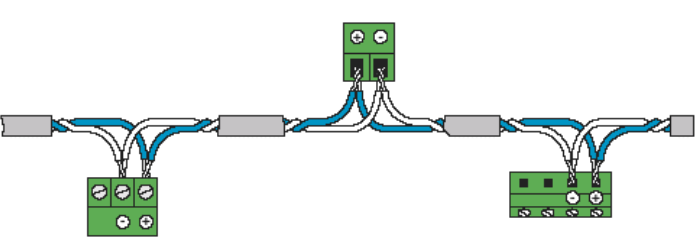 + -
- +
- +